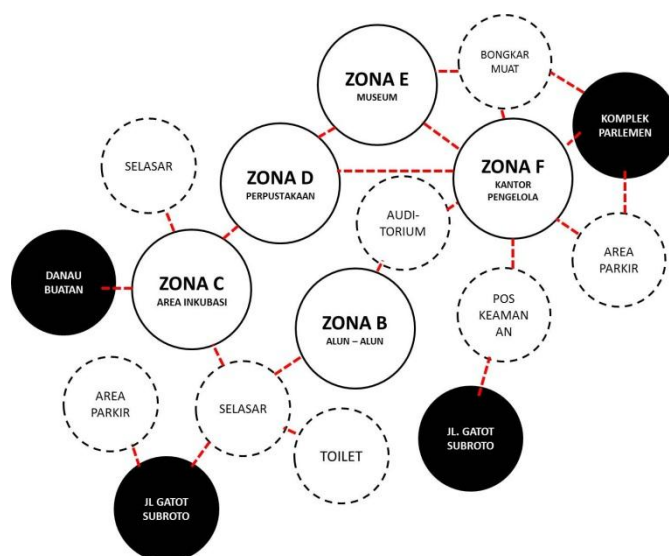 ZONA E
MUSEUM
BONGKAR
MUAT
KOMPLEK
PARLEMEN
SELASAR
ZONA D
PERPUSTAKAAN
ZONA F
KANTOR
PENGELOLA
AUDI-
TORIUM
AREA
PARKIR
DANAU
BUATAN
ZONA C
AREA INKUBASI
ZONA B
ALUN – ALUN
POS
KEAMAN
AN
AREA
PARKIR
SELASAR
TOILET
JL. GATOT
SUBROTO
JL GATOT
SUBROTO